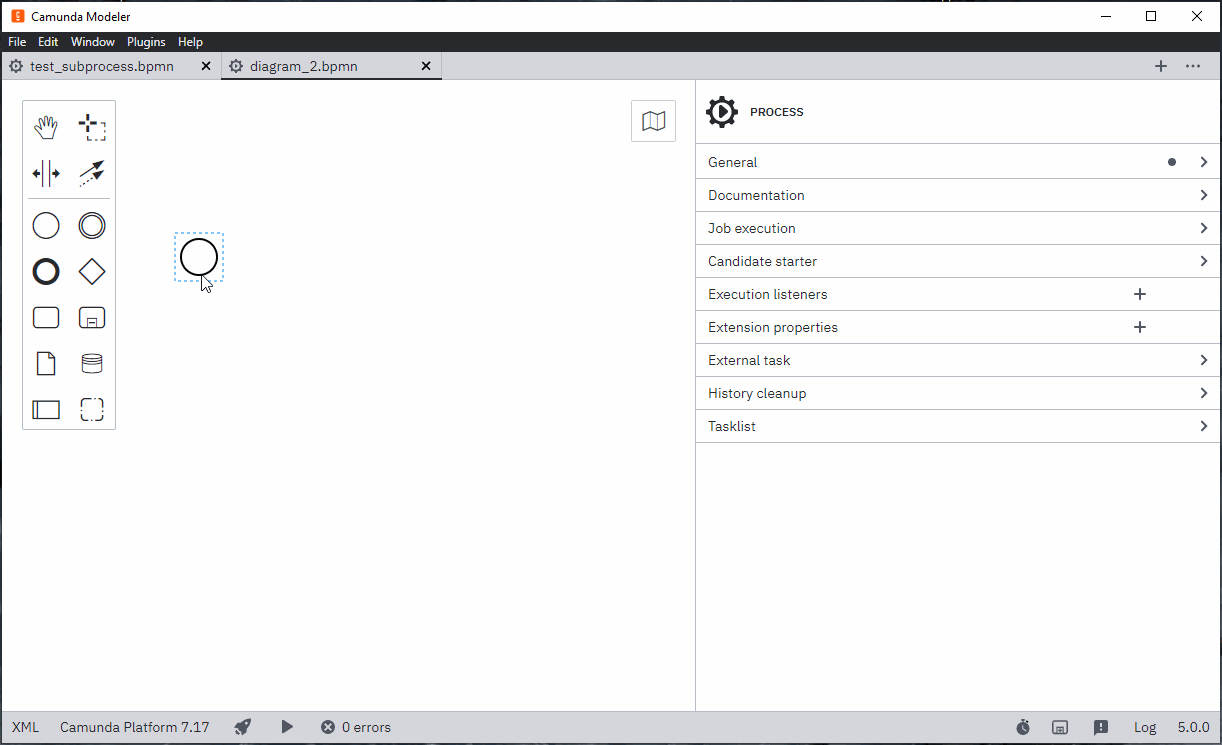 Camunda Modeler
File Edit Window Plugins Help
test_subprocess.bpmn diagram_2.bpmn
PROCESS
General
Documentation
Job execution
Candidate starter
Execution listeners
Extension properties
External task
History cleanup
Tasklist
XML Camunda Platform 7.17 0 errors Log 5.0.0